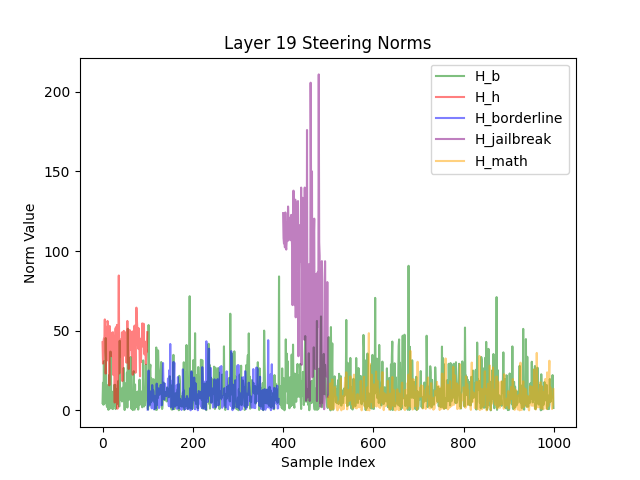 Layer 19 Steering Norms
H_b
H_h
H_borderline
H_jailbreak
H_math
Norm Value
200
150
100
50
0
0 200 400 600 800 1000
Sample Index